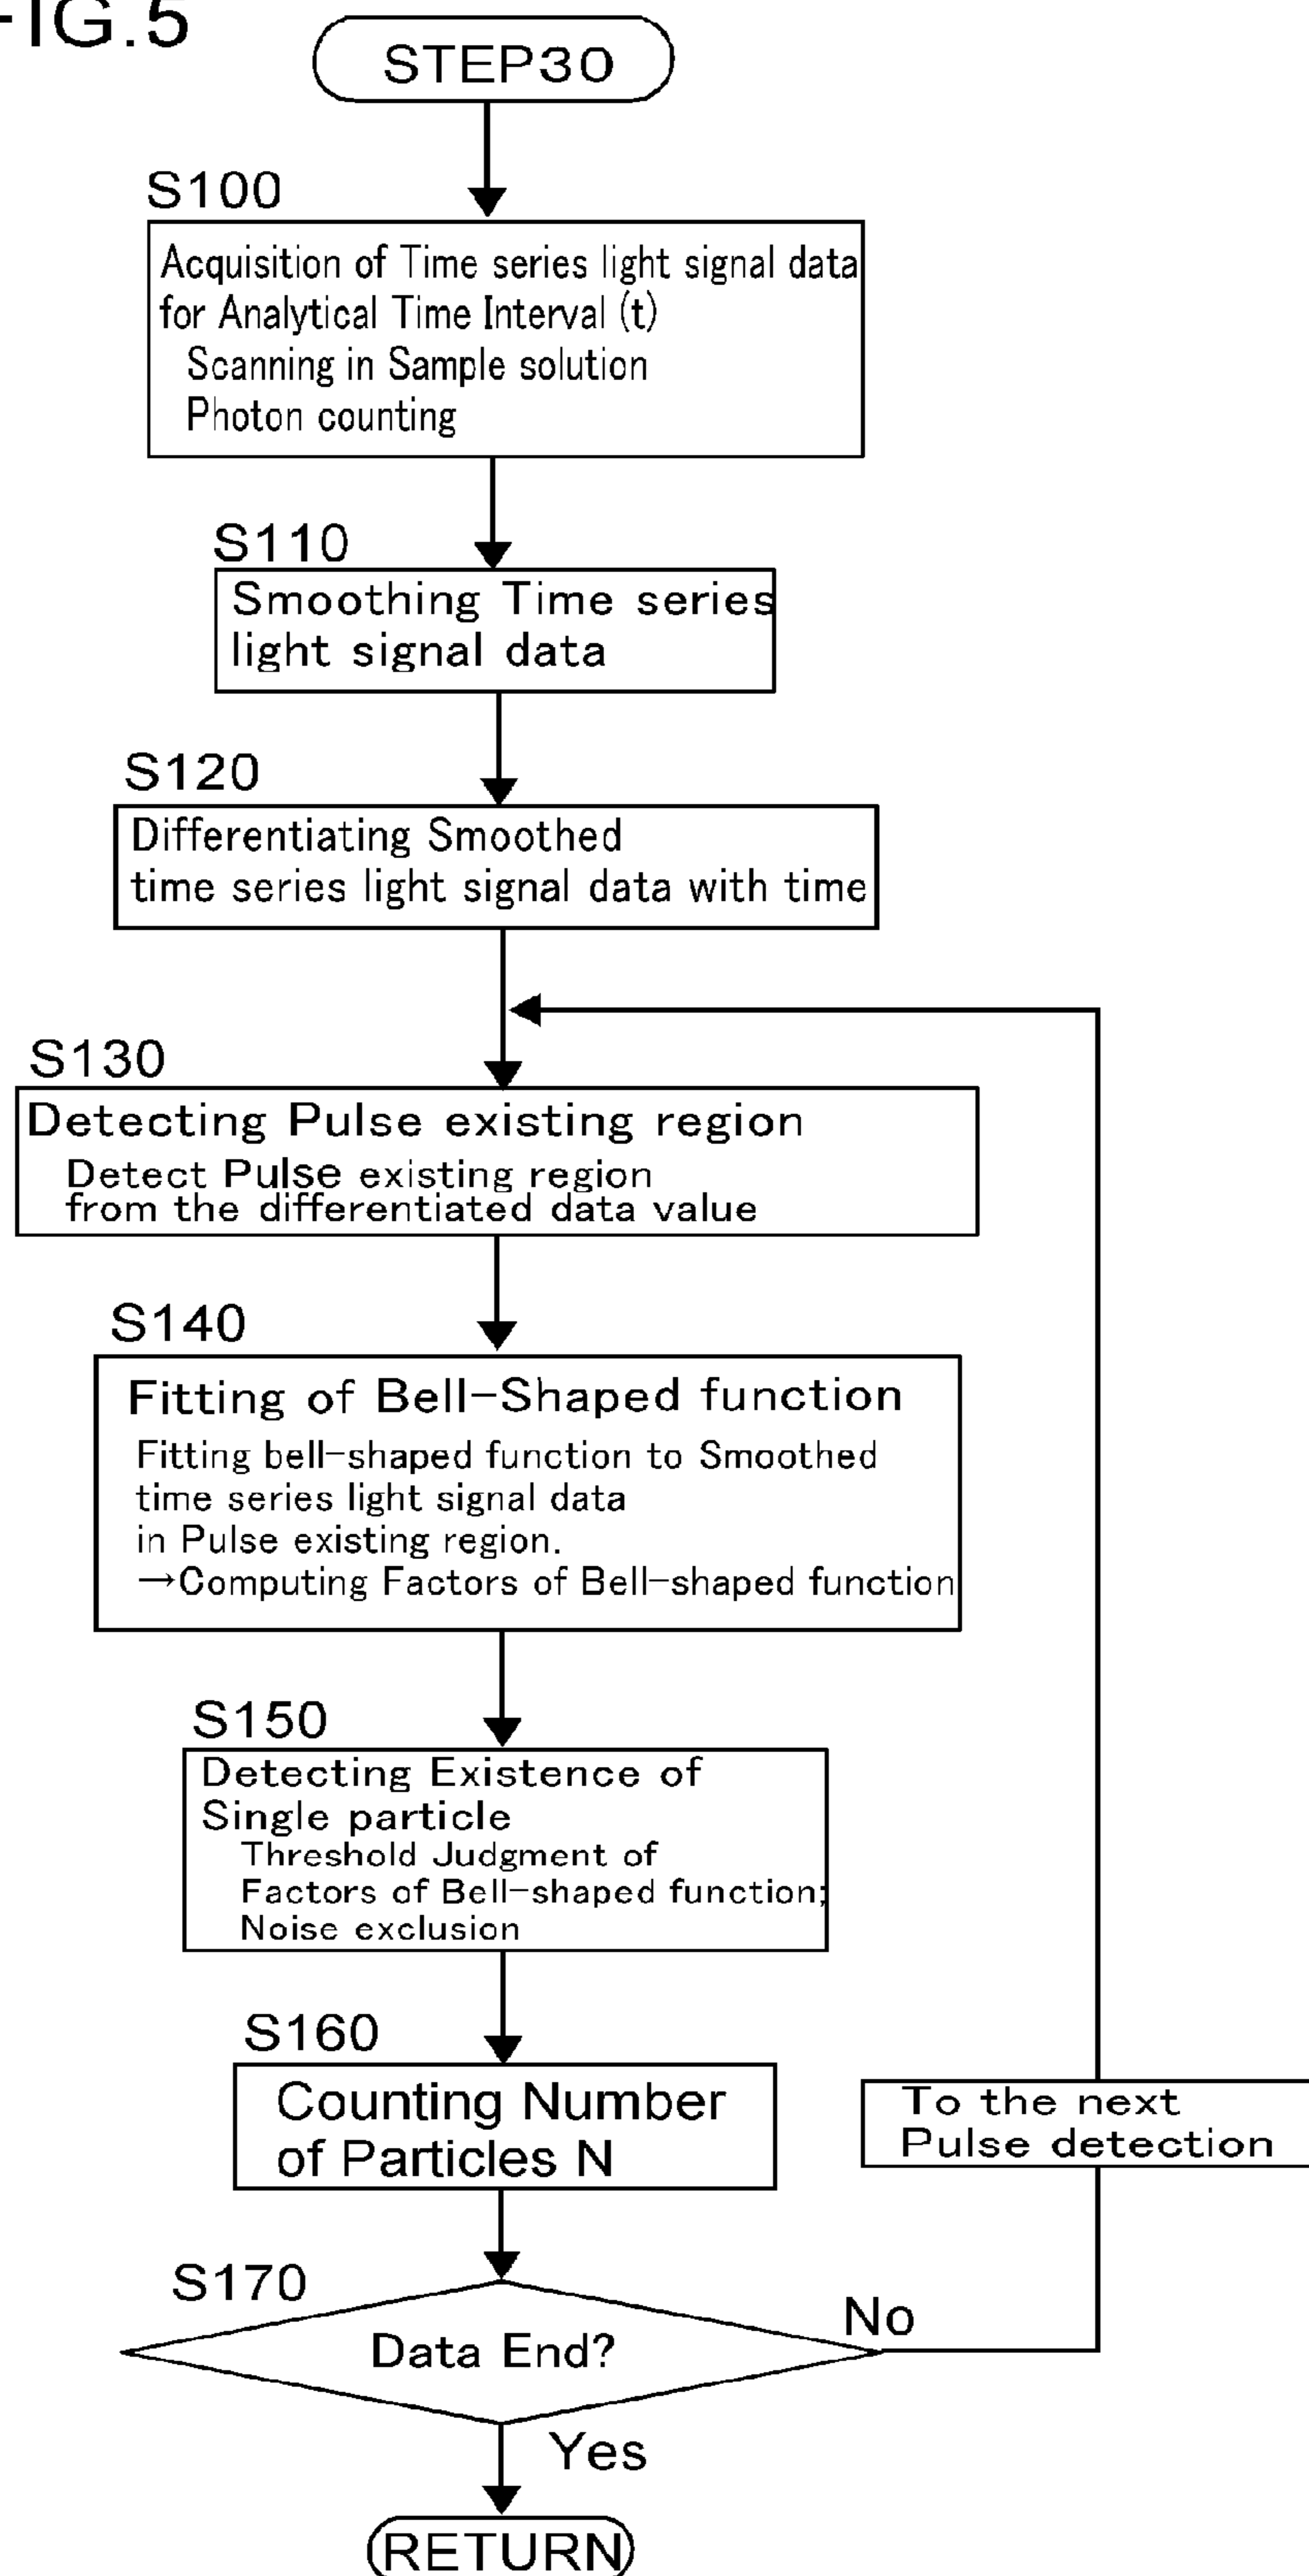 FIG.5
STEP30
S100
Acquisition of Time series light signal data
for Analytical Time Interval (t)
Scanning in Sample solution
Photon counting
S110
Smoothing Time series
light signal data
S120
Differentiating Smoothed
time series light signal data with time
S130
Detecting Pulse existing region
Detect Pulse existing region
from the differentiated data value
S140
Fitting of Bell-Shaped function
Fitting bell-shaped function to Smoothed
time series light signal data
in Pulse existing region.
→Computing Factors of Bell-shaped function
S150
Detecting Existence of
Single particle
Threshold Judgment of
Factors of Bell-shaped function;
Noise exclusion
S160
Counting Number
of Particles N
To the next
Pulse detection
S170
Data End?
No
Yes
RETURN